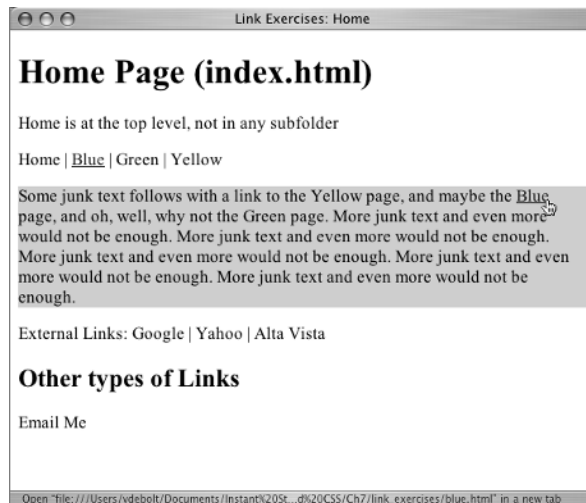 Link Exercises: Home
Home Page (index.html)
Home is at the top level, not in any subfolder
Home | Blue | Green | Yellow
Some junk text follows with a link to the Yellow page, and maybe the Blue
page, and oh, well, why not the Green page. More junk text and even more
would not be enough. More junk text and even more would not be enough.
More junk text and even more would not be enough. More junk text and even
more would not be enough. More junk text and even more would not be
enough.
External Links: Google | Yahoo | Alta Vista
Other types of Links
Email Me
Open "file:///Users/vdebolt/Documents/Instant%20St...d%20CSS/Ch7/link_exercises/blue.html" in a new tab